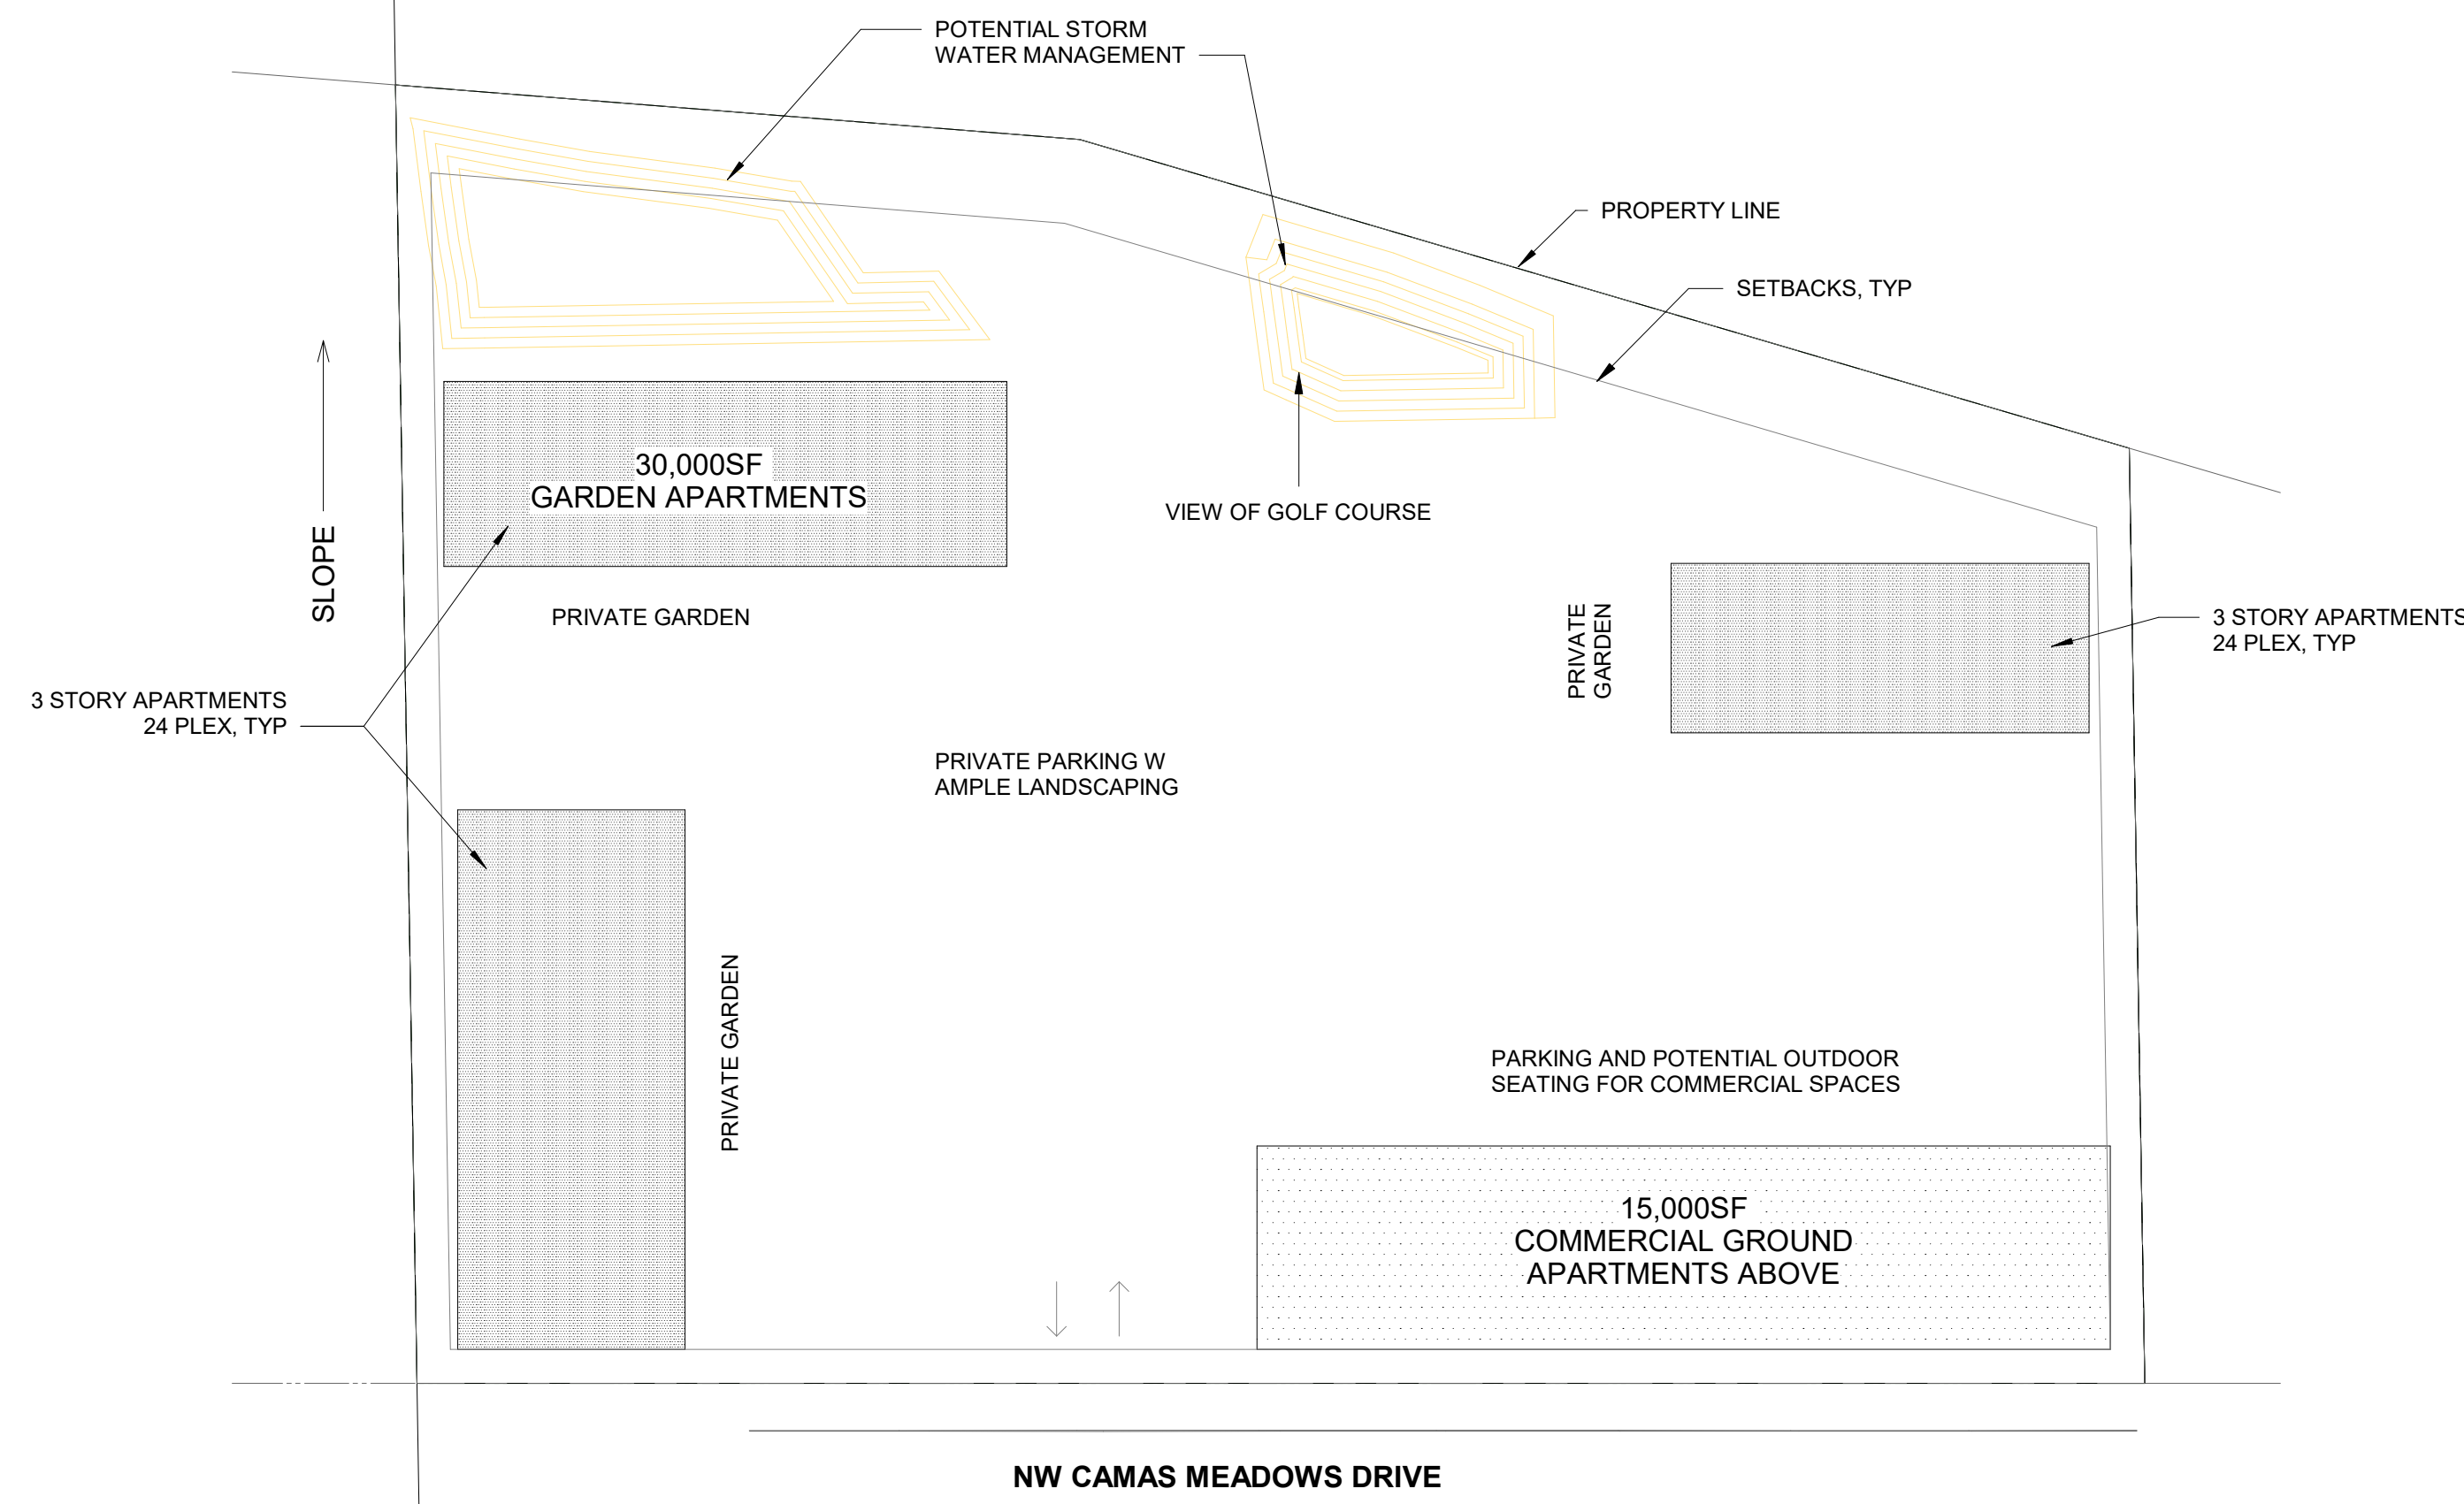 POTENTIAL STORM
WATER MANAGEMENT
PROPERTY LINE
SETBACKS, TYP
30,000SF
GARDEN APARTMENTS
VIEW OF GOLF COURSE
SLOPE
PRIVATE GARDEN
PRIVATE
GARDEN
3 STORY APARTMENTS
24 PLEX, TYP
3 STORY APARTMENTS
24 PLEX, TYP
PRIVATE PARKING W
AMPLE LANDSCAPING
PRIVATE GARDEN
PARKING AND POTENTIAL OUTDOOR
SEATING FOR COMMERCIAL SPACES
15,000SF
COMMERCIAL GROUND
APARTMENTS ABOVE
NW CAMAS MEADOWS DRIVE